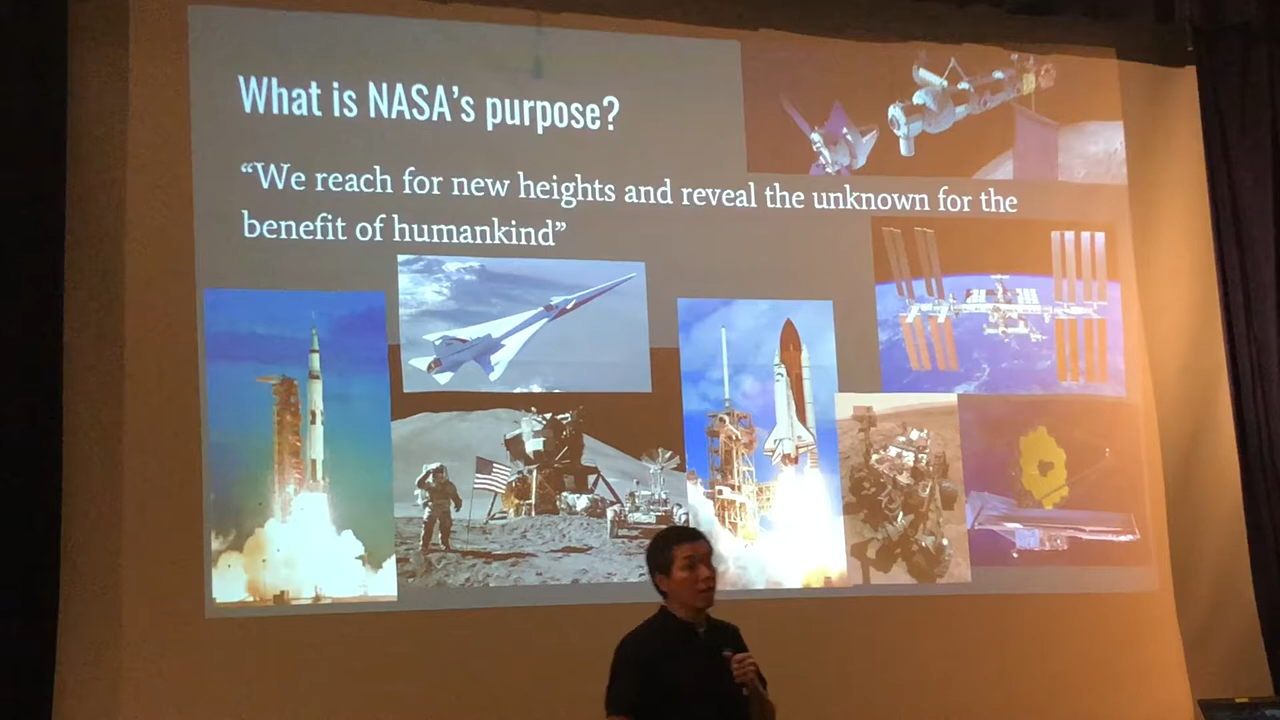 What is NASA's purpose?
“We reach for new heights and reveal the unknown for the
benefit of humankind”